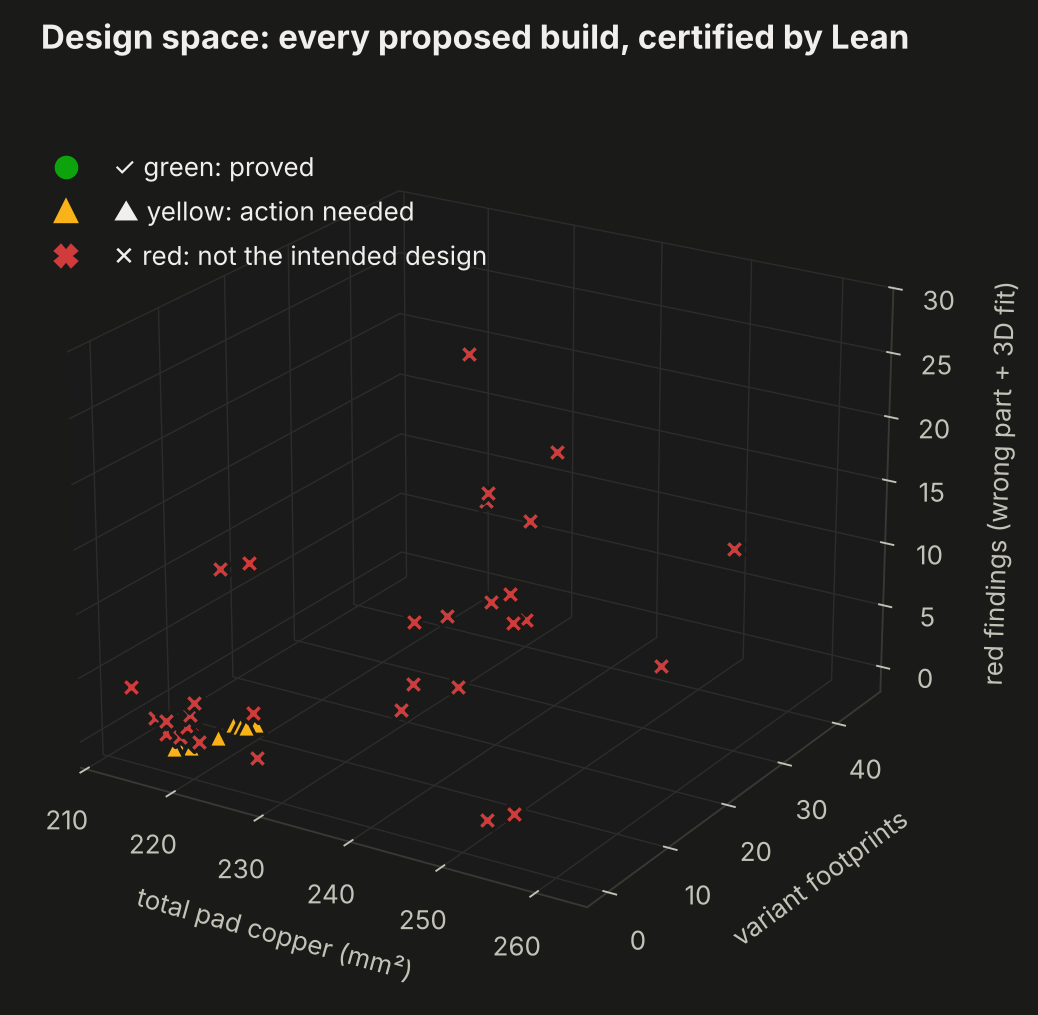 Design space: every proposed build, certified by Lean
✓ green: proved
▲ yellow: action needed
✕ red: not the intended design
30
25
20
15
10
5
0
red findings (wrong part + 3D fit)
210
220
230
240
250
260
total pad copper (mm²)
0
10
20
30
40
variant footprints